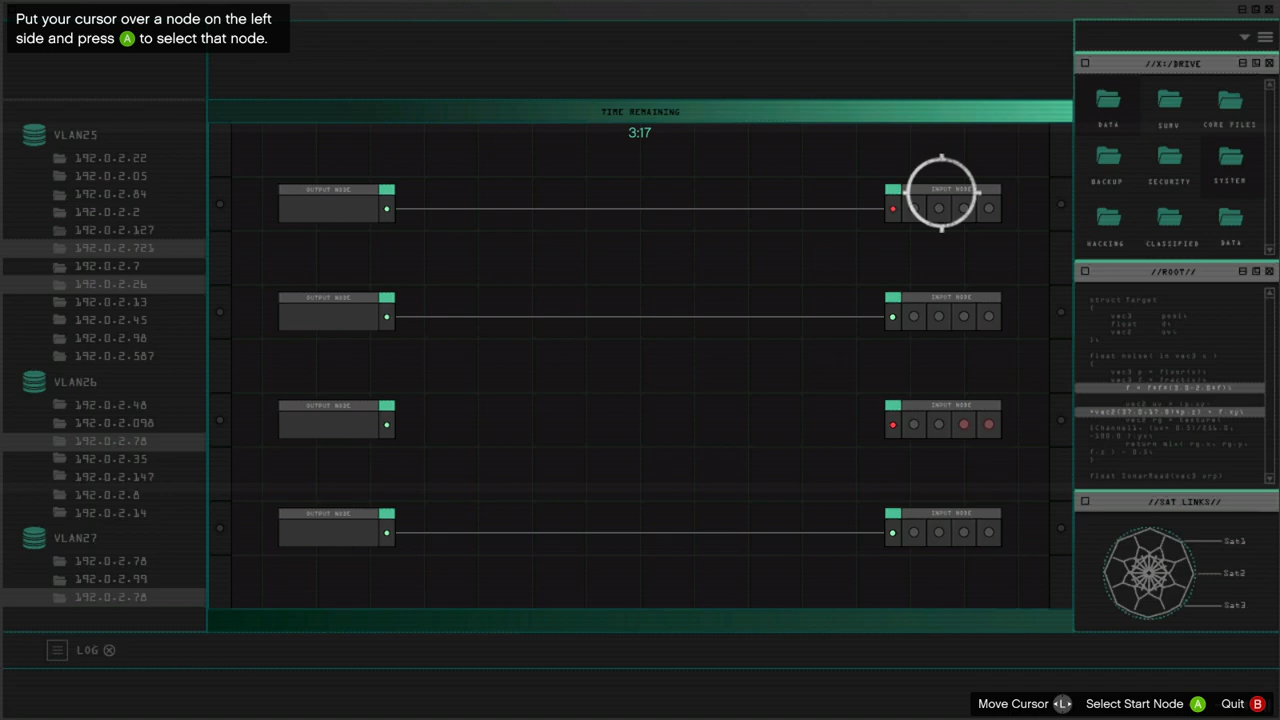 Put your cursor over a node on the left
side and press A to select that node.
TIME REMAINING
3:17
OUTPUT NODE
INPUT NODE
OUTPUT NODE
INPUT NODE
OUTPUT NODE
INPUT NODE
OUTPUT NODE
INPUT NODE
VLAN25
192.0.2.22
192.0.2.05
192.0.2.84
192.0.2.2
192.0.2.127
192.0.2.721
192.0.2.7
192.0.2.26
192.0.2.13
192.0.2.45
192.0.2.98
192.0.2.587
VLAN26
192.0.2.48
192.0.2.098
192.0.2.78
192.0.2.35
192.0.2.147
192.0.2.8
192.0.2.14
VLAN27
192.0.2.78
192.0.2.99
192.0.2.78
LOG
//X:/DRIVE
DATA
SURV
CORE FILES
BACKUP
SECURITY
SYSTEM
HACKING
CLASSIFIED
DATA
//ROOT//
struct Target
{
vec3
float
vec2
};
return
//SAT LINKS//
Sat1
Sat2
Sat3
Move Cursor L Select Start Node A Quit B